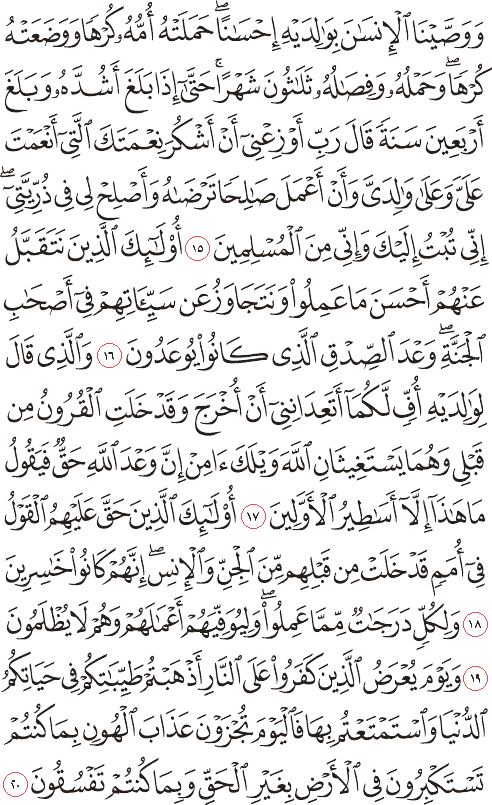 وَوَصَّيۡنَا ٱلۡإِنسَٰنَ بِوَٰلِدَيۡهِ إِحۡسَٰنًاۖ حَمَلَتۡهُ أُمُّهُۥ كُرۡهٗا وَوَضَعَتۡهُ
كُرۡهٗاۖ وَحَمۡلُهُۥ وَفِصَٰلُهُۥ ثَلَٰثُونَ شَهۡرًاۚ حَتَّىٰٓ إِذَا بَلَغَ أَشُدَّهُۥ وَبَلَغَ
أَرۡبَعِينَ سَنَةٗ قَالَ رَبِّ أَوۡزِعۡنِيٓ أَنۡ أَشۡكُرَ نِعۡمَتَكَ ٱلَّتِيٓ أَنۡعَمۡتَ
عَلَيَّ وَعَلَىٰ وَٰلِدَيَّ وَأَنۡ أَعۡمَلَ صَٰلِحٗا تَرۡضَىٰهُ وَأَصۡلِحۡ لِي فِي ذُرِّيَّتِيٓۖ
إِنِّي تُبۡتُ إِلَيۡكَ وَإِنِّي مِنَ ٱلۡمُسۡلِمِينَ ١٥ أُوْلَٰٓئِكَ ٱلَّذِينَ نَتَقَبَّلُ
عَنۡهُمۡ أَحۡسَنَ مَا عَمِلُواْ وَنَتَجَاوَزُ عَن سَيِّـَٔاتِهِمۡ فِيٓ أَصۡحَٰبِ
ٱلۡجَنَّةِۖ وَعۡدَ ٱلصِّدۡقِ ٱلَّذِي كَانُواْ يُوعَدُونَ ١٦ وَٱلَّذِي قَالَ
لِوَٰلِدَيۡهِ أُفّٖ لَّكُمَآ أَتَعِدَانِنِيٓ أَنۡ أُخۡرَجَ وَقَدۡ خَلَتِ ٱلۡقُرُونُ مِن
قَبۡلِي وَهُمَا يَسۡتَغِيثَانِ ٱللَّهَ وَيۡلَكَ ءَامِنۡ إِنَّ وَعۡدَ ٱللَّهِ حَقّٞ فَيَقُولُ
مَا هَٰذَآ إِلَّآ أَسَٰطِيرُ ٱلۡأَوَّلِينَ ١٧ أُوْلَٰٓئِكَ ٱلَّذِينَ حَقَّ عَلَيۡهِمُ ٱلۡقَوۡلُ
فِيٓ أُمَمٖ قَدۡ خَلَتۡ مِن قَبۡلِهِم مِّنَ ٱلۡجِنِّ وَٱلۡإِنسِۖ إِنَّهُمۡ كَانُواْ خَٰسِرِينَ
١٨ وَلِكُلّٖ دَرَجَٰتٞ مِّمَّا عَمِلُواْۖ وَلِيُوَفِّيَهُمۡ أَعۡمَٰلَهُمۡ وَهُمۡ لَا يُظۡلَمُونَ
١٩ وَيَوۡمَ يُعۡرَضُ ٱلَّذِينَ كَفَرُواْ عَلَى ٱلنَّارِ أَذۡهَبۡتُمۡ طَيِّبَٰتِكُمۡ فِي حَيَاتِكُمُ
ٱلدُّنۡيَا وَٱسۡتَمۡتَعۡتُم بِهَا فَٱلۡيَوۡمَ تُجۡزَوۡنَ عَذَابَ ٱلۡهُونِ بِمَا كُنتُمۡ
تَسۡتَكۡبِرُونَ فِي ٱلۡأَرۡضِ بِغَيۡرِ ٱلۡحَقِّ وَبِمَا كُنتُمۡ تَفۡسُقُونَ ٢٠